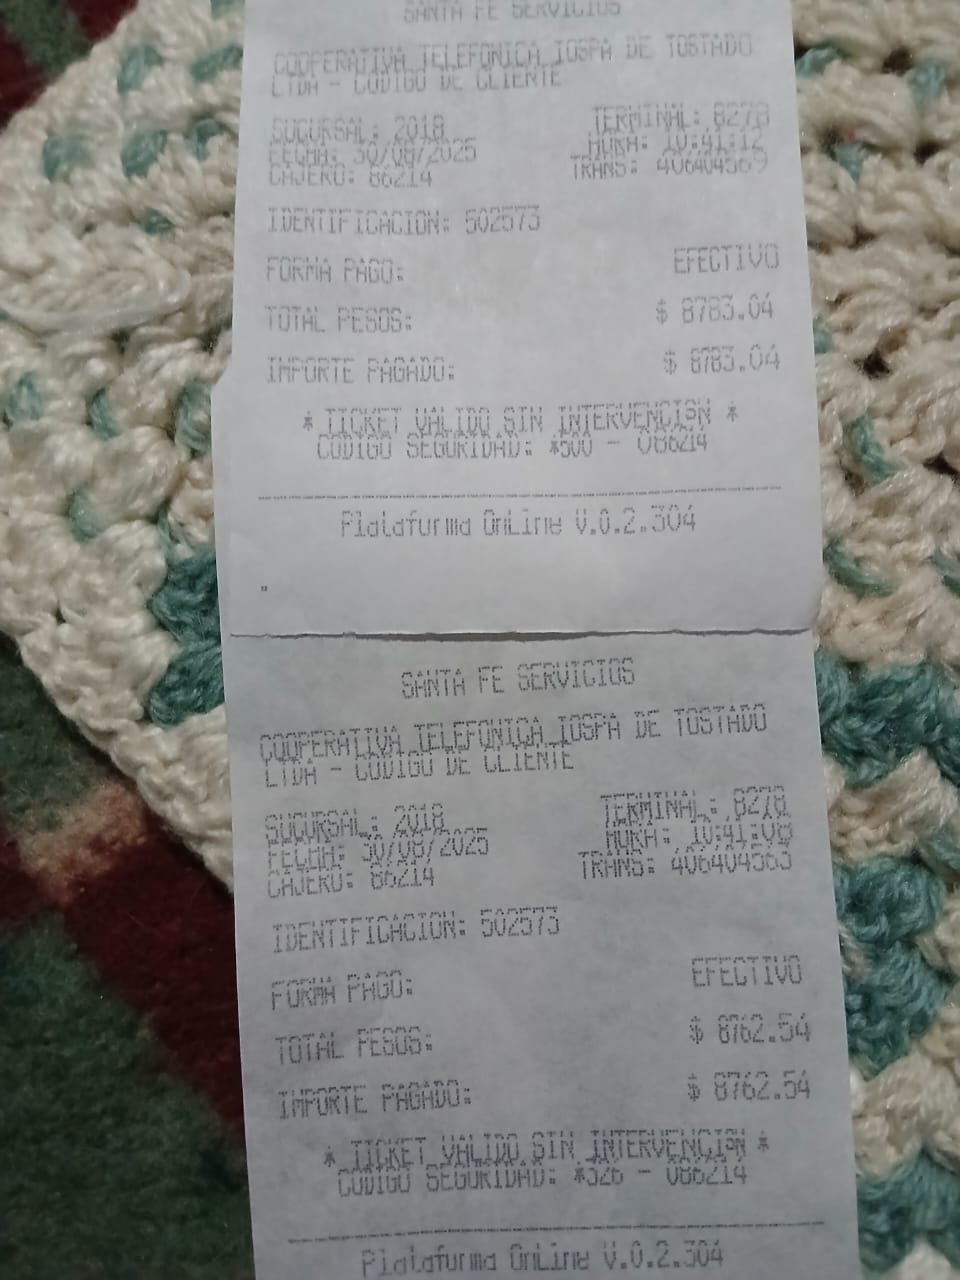 SANTA FE SERVICIOS
COOPERATIVA TELEFONICA IOSPA DE TOSTADO
LTDA - CODIGO DE CLIENTE
SUCURSAL: 2018 TERMINAL: 8278
FECHA: 30/08/2025 HORA: 10:41:12
CAJERO: 86214 TRANS: 406404569
IDENTIFICACION: 502573
FORMA PAGO: EFECTIVO
TOTAL PESOS: $ 8783.04
IMPORTE PAGADO: $ 8783.04
* TICKET VALIDO SIN INTERVENCION *
CODIGO SEGURIDAD: *500 - 086214
Plataforma OnLine V.0.2.304
SANTA FE SERVICIOS
COOPERATIVA TELEFONICA IOSPA DE TOSTADO
LTDA - CODIGO DE CLIENTE
SUCURSAL: 2018 TERMINAL: 8278
FECHA: 30/08/2025 HORA: 10:41:08
CAJERO: 86214 TRANS: 406404563
IDENTIFICACION: 502573
FORMA PAGO: EFECTIVO
TOTAL PESOS: $ 8762.54
IMPORTE PAGADO: $ 8762.54
* TICKET VALIDO SIN INTERVENCION *
CODIGO SEGURIDAD: *326 - 086214
Plataforma OnLine V.0.2.304